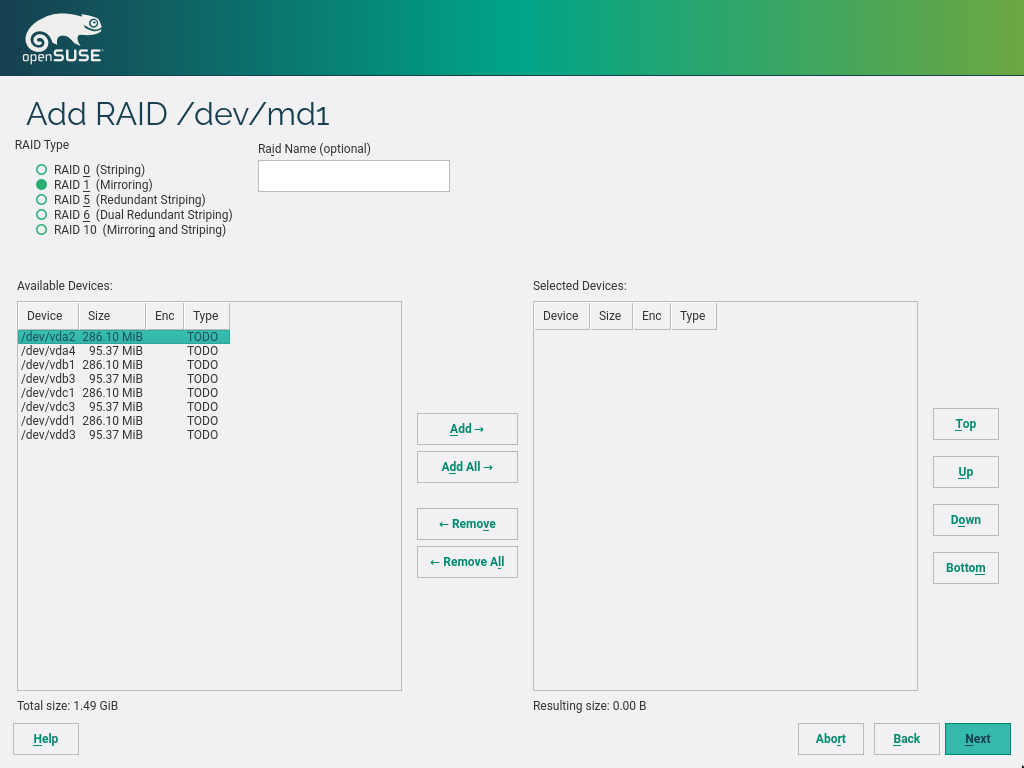 openSUSE
Add RAID /dev/md1
RAID Type
Raid Name (optional)
RAID 0 (Striping)
RAID 1 (Mirroring)
RAID 5 (Redundant Striping)
RAID 6 (Dual Redundant Striping)
RAID 10 (Mirroring and Striping)
Available Devices:
Device Size Enc Type
/dev/vda2 286.10 MiB TODO
/dev/vda4 95.37 MiB TODO
/dev/vdb1 286.10 MiB TODO
/dev/vdb3 95.37 MiB TODO
/dev/vdc1 286.10 MiB TODO
/dev/vdc3 95.37 MiB TODO
/dev/vdd1 286.10 MiB TODO
/dev/vdd3 95.37 MiB TODO
Total size: 1.49 GiB
Add →
Add All →
← Remove
← Remove All
Selected Devices:
Device Size Enc Type
Resulting size: 0.00 B
Top
Up
Down
Bottom
Help
Abort
Back
Next